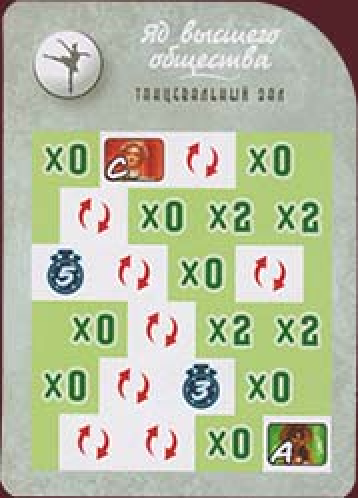 Яд высшего
общества
ТАНЦЕВАЛЬНЫЙ ЗАЛ
x0 C x0
x0 x2 x2
5 x0
x0 x2 x2
x0 3 x0
x0 A